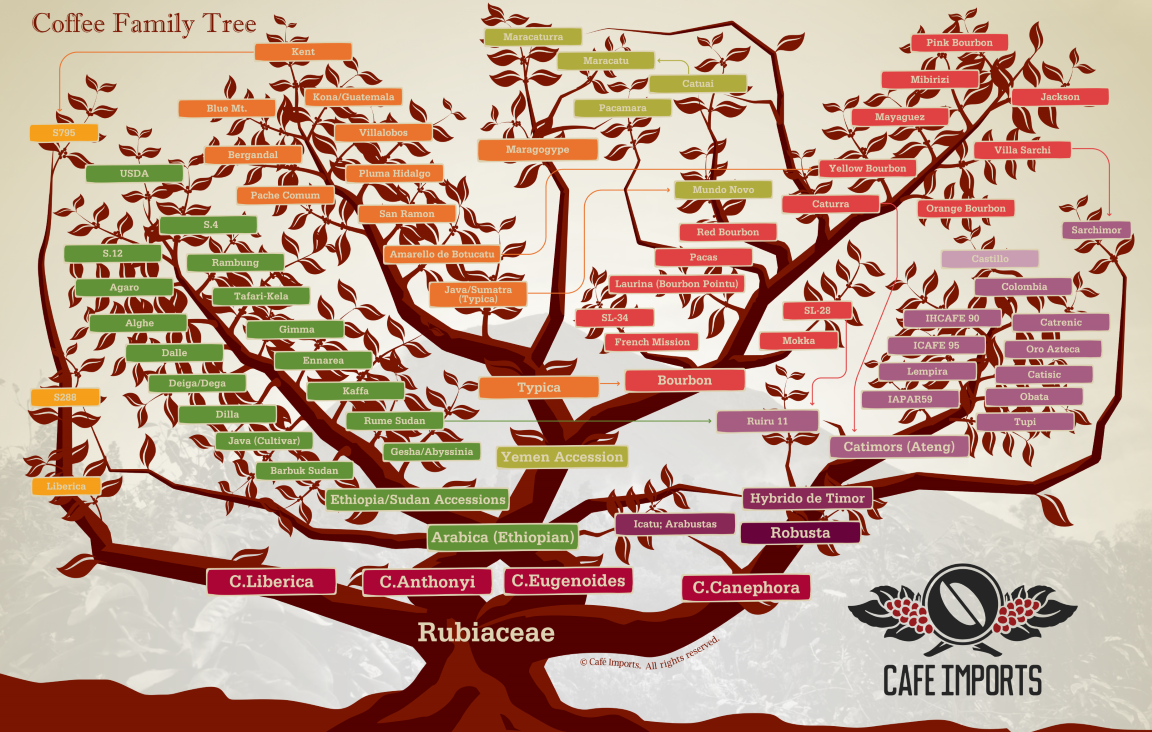 Coffee Family Tree
Kent
S795
Blue Mt.
Kona/Guatemala
Villalobos
Bergandal
USDA
Pluma Hidalgo
Pache Comum
San Ramon
Amarello de Botucatu
Java/Sumatra
(Typica)
S.4
S.12
Rambung
Agaro
Tafari-Kela
Alghe
Gimma
Dalle
Ennarea
Deiga/Dega
Kaffa
Dilla
Rume Sudan
Java (Cultivar)
Gesha/Abyssinia
Barbuk Sudan
S288
Liberica
Ethiopia/Sudan Accessions
Arabica (Ethiopian)
Maracaturra
Maracatu
Catuai
Pacamara
Maragogype
Mundo Novo
Typica
Bourbon
Yemen Accession
Pink Bourbon
Mibirizi
Jackson
Mayaguez
Villa Sarchi
Yellow Bourbon
Caturra
Orange Bourbon
Red Bourbon
Pacas
Laurina (Bourbon Pointu)
SL-34
SL-28
French Mission
Mokka
Sarchimor
Castillo
Colombia
IHCAFE 90
Catrenic
ICAFE 95
Oro Azteca
Lempira
Catisic
IAPAR59
Obata
Tupi
Ruiru 11
Catimors (Ateng)
Hybrido de Timor
Icatu; Arabustas
Robusta
C.Liberica
C.Anthonyi
C.Eugenoides
C.Canephora
Rubiaceae
© Café Imports. All rights reserved.
CAFE IMPORTS